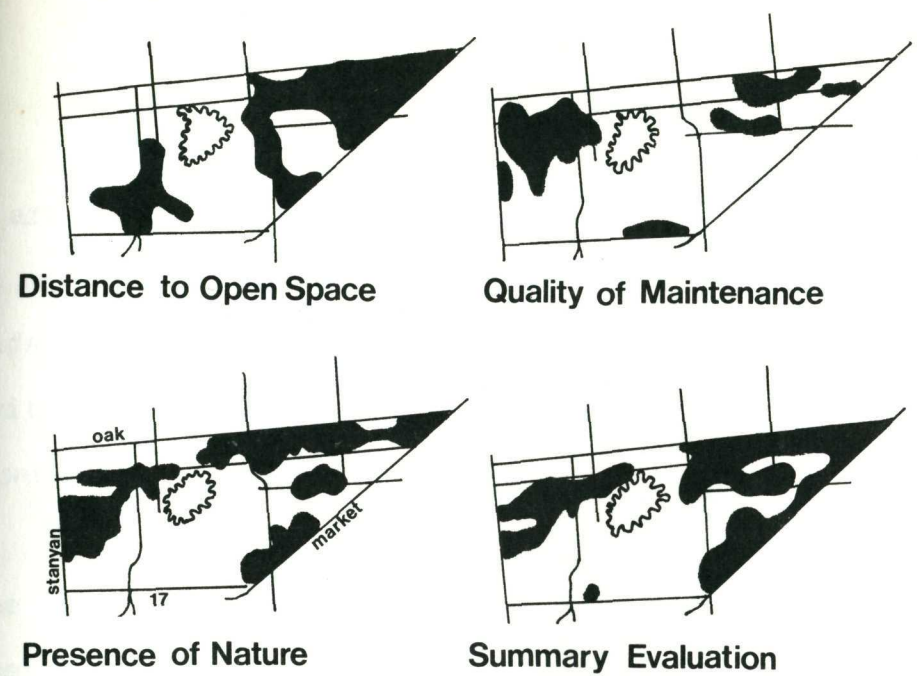 Distance to Open Space
Quality of Maintenance
oak
stanyan
market
17
Presence of Nature
Summary Evaluation